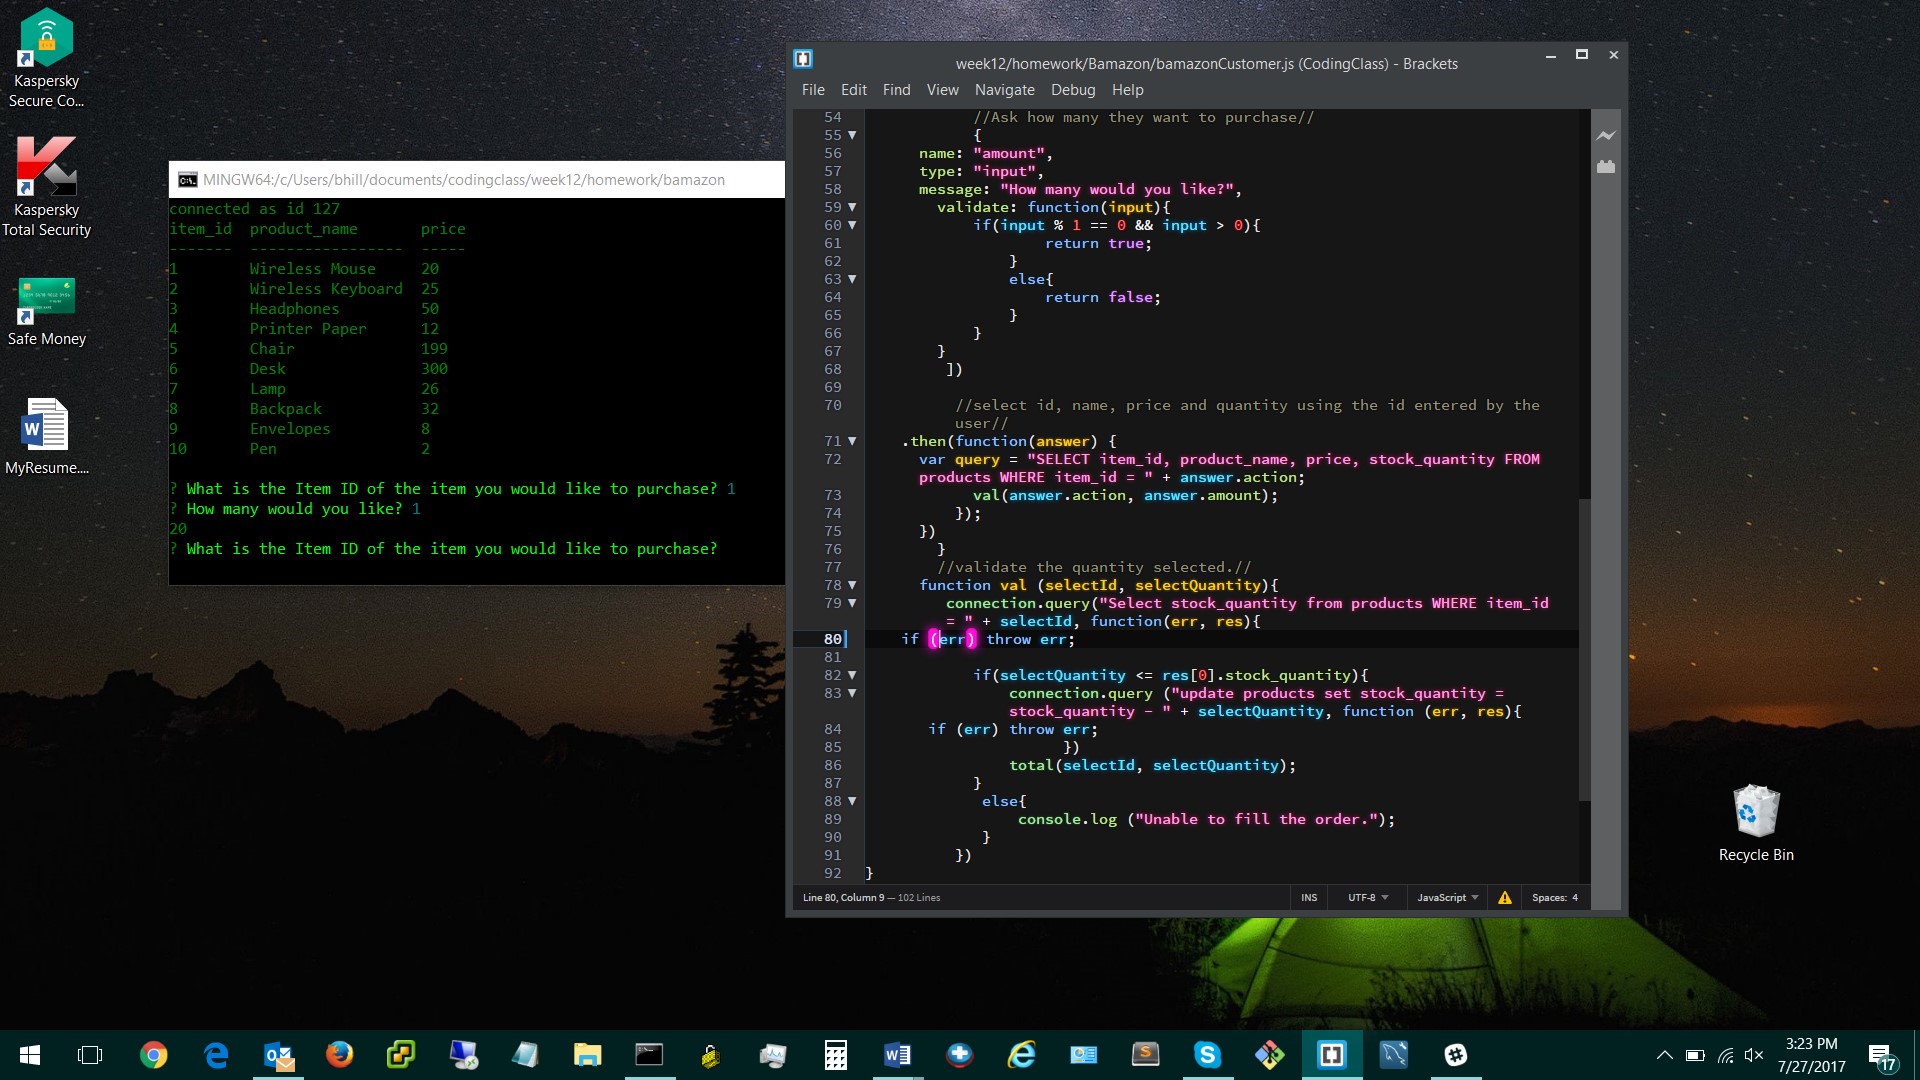 Kaspersky
Secure Co...
Kaspersky
Total Security
Safe Money
MyResume....
MINGW64:/c/Users/bhill/documents/codingclass/week12/homework/bamazon
connected as id 127
item_id  product_name       price
-------  -----------------  -----
1        Wireless Mouse     20
2        Wireless Keyboard  25
3        Headphones         50
4        Printer Paper      12
5        Chair              199
6        Desk               300
7        Lamp               26
8        Backpack           32
9        Envelopes          8
10       Pen                2
? What is the Item ID of the item you would like to purchase? 1
? How many would you like? 1
20
? What is the Item ID of the item you would like to purchase?
week12/homework/Bamazon/bamazonCustomer.js (CodingClass) - Brackets
File Edit Find View Navigate Debug Help
54 //Ask how many they want to purchase//
55 {
56 name: "amount",
57 type: "input",
58 message: "How many would you like?",
59 validate: function(input){
60 if(input % 1 == 0 && input > 0){
61 return true;
62 }
63 else{
64 return false;
65 }
66 }
67 }
68 ])
69
70 //select id, name, price and quantity using the id entered by the
user//
71 .then(function(answer) {
72 var query = "SELECT item_id, product_name, price, stock_quantity FROM
products WHERE item_id = " + answer.action;
73 val(answer.action, answer.amount);
74 });
75 })
76 }
77 //validate the quantity selected.//
78 function val (selectId, selectQuantity){
79 connection.query("Select stock_quantity from products WHERE item_id
= " + selectId, function(err, res){
80 if (err) throw err;
81
82 if(selectQuantity <= res[0].stock_quantity){
83 connection.query ("update products set stock_quantity =
stock_quantity - " + selectQuantity, function (err, res){
84 if (err) throw err;
85 })
86 total(selectId, selectQuantity);
87 }
88 else{
89 console.log ("Unable to fill the order.");
90 }
91 })
92 }
Line 80, Column 9 — 102 Lines
INS UTF-8 JavaScript Spaces: 4
Recycle Bin
3:23 PM
7/27/2017
17